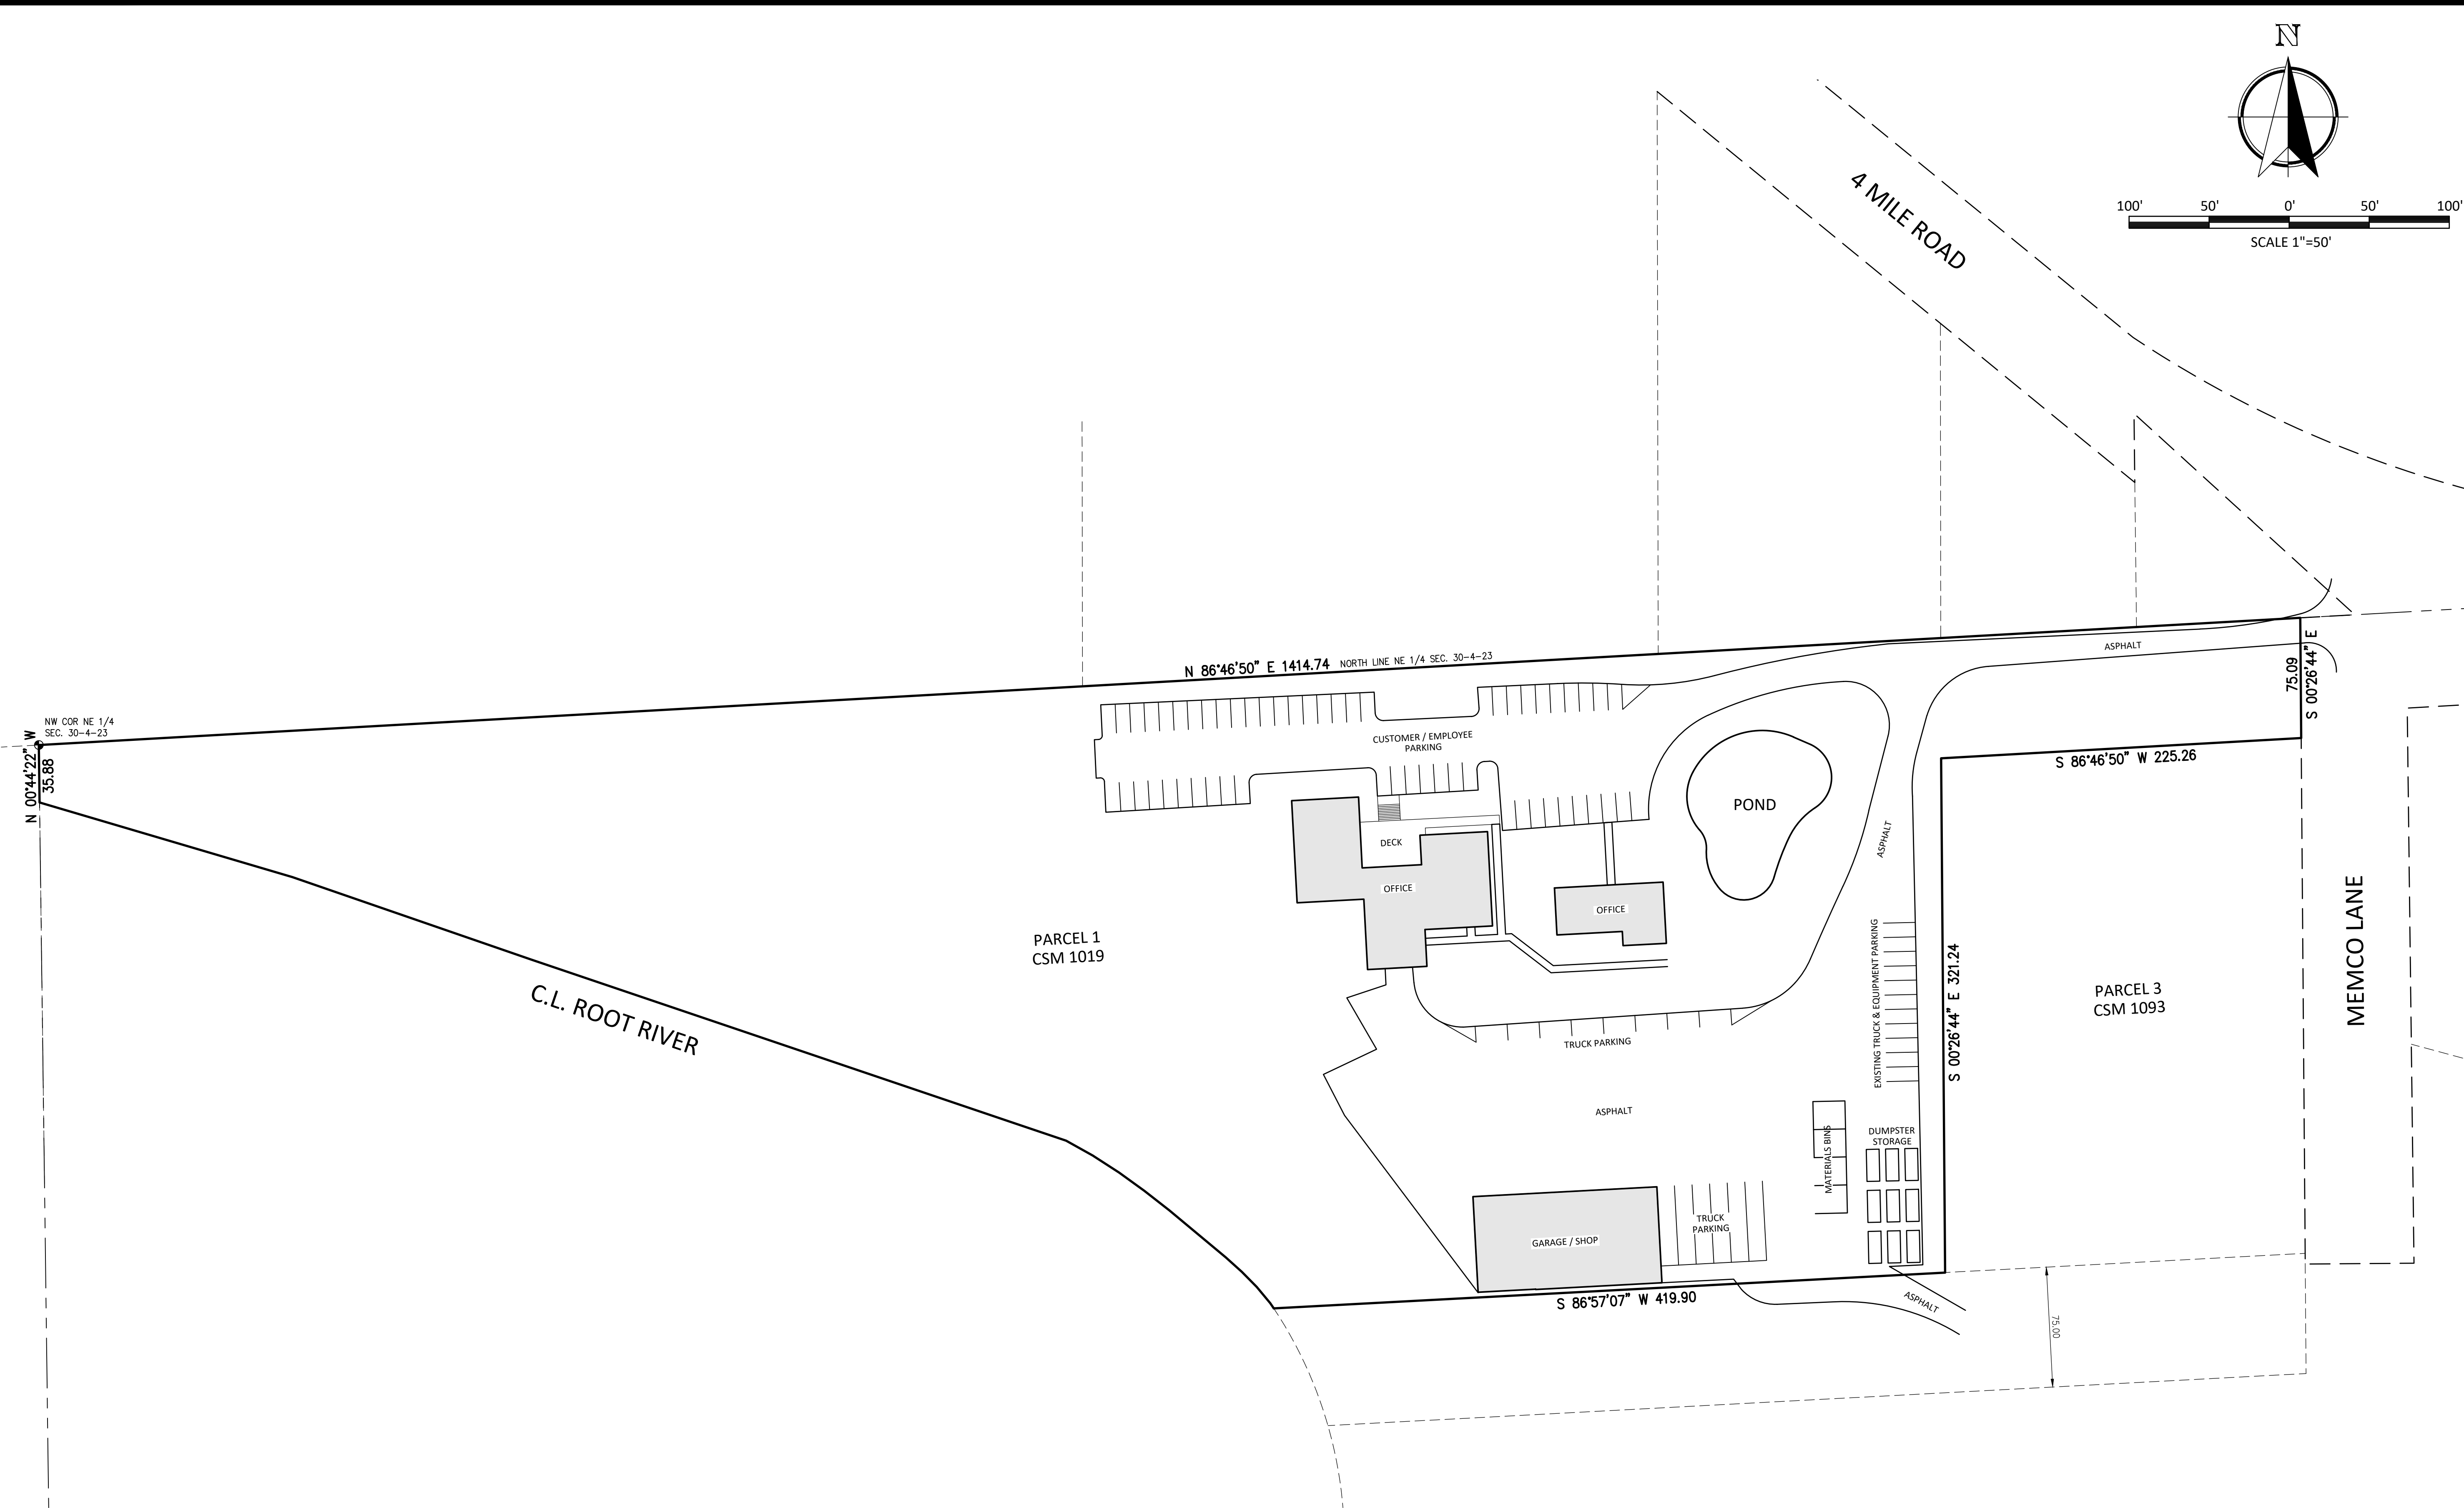 N
4 MILE ROAD
100' 50' 0' 50' 100'
SCALE 1"=50'
N 86°46'50" E 1414.74 NORTH LINE NE 1/4 SEC. 30-4-23
ASPHALT
75.09
S 00°26'44" E
NW COR NE 1/4
SEC. 30-4-23
N 00°44'22" W
35.88
CUSTOMER / EMPLOYEE
PARKING
S 86°46'50" W 225.26
POND
DECK
ASPHALT
OFFICE
OFFICE
PARCEL 1
CSM 1019
C.L. ROOT RIVER
EXISTING TRUCK & EQUIPMENT PARKING
S 00°26'44" E 321.24
PARCEL 3
CSM 1093
MEMCO LANE
TRUCK PARKING
ASPHALT
MATERIALS BINS
DUMPSTER
STORAGE
TRUCK
PARKING
GARAGE / SHOP
S 86°57'07" W 419.90
ASPHALT
75.00